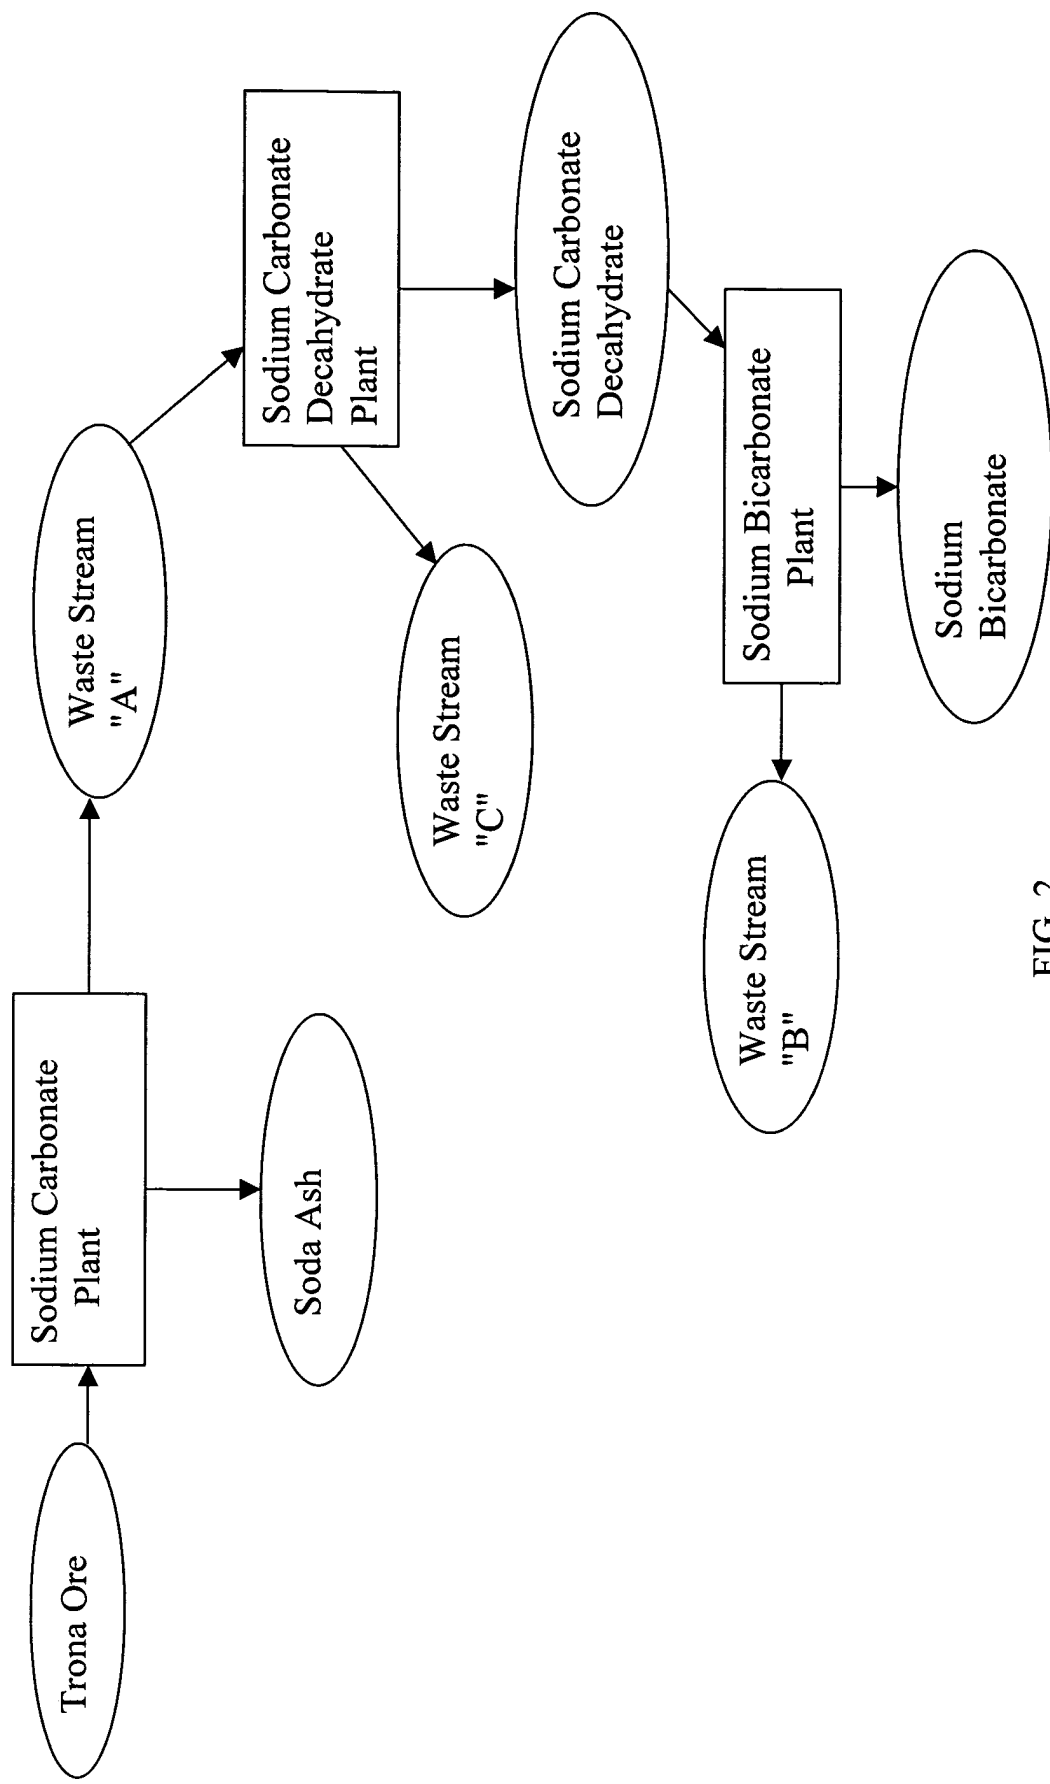 Trona Ore
Sodium Carbonate
Plant
Soda Ash
Waste Stream
"A"
Sodium Carbonate
Decahydrate
Plant
Waste Stream
"C"
Sodium Carbonate
Decahydrate
Sodium Bicarbonate
Plant
Waste Stream
"B"
Sodium
Bicarbonate
FIG. 2